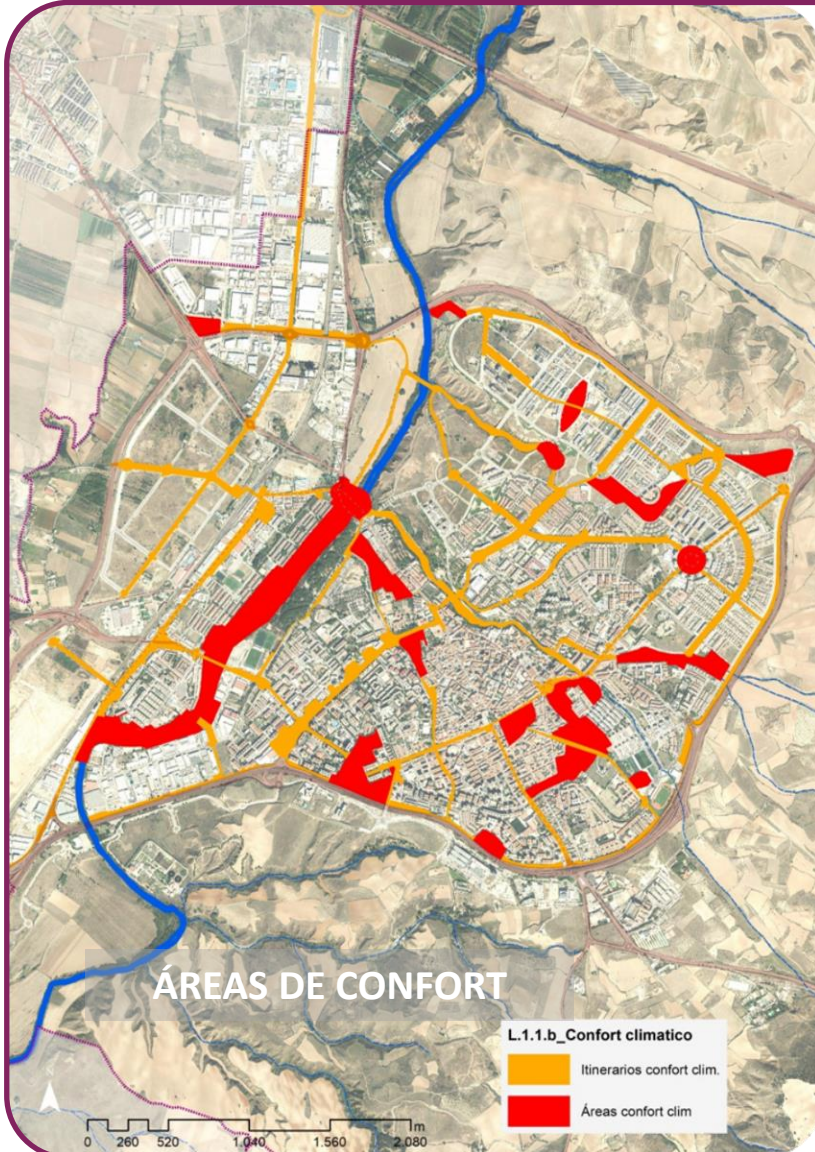 ÁREAS DE CONFORT
L.1.1.b_Confort climatico
Itinerarios confort clim.
Áreas confort clim
m
0 260 520 1.040 1.560 2.080